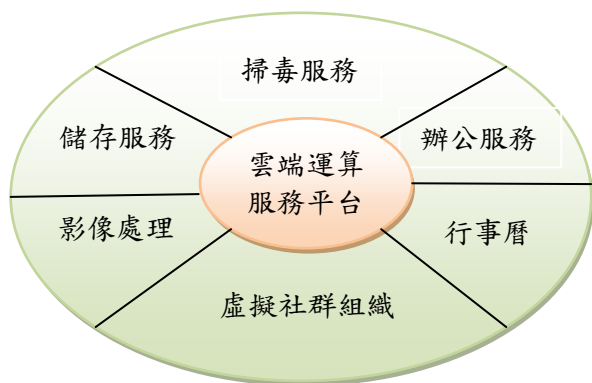 掃毒服務
儲存服務
辦公服務
雲端運算
服務平台
影像處理
行事曆
虛擬社群組織